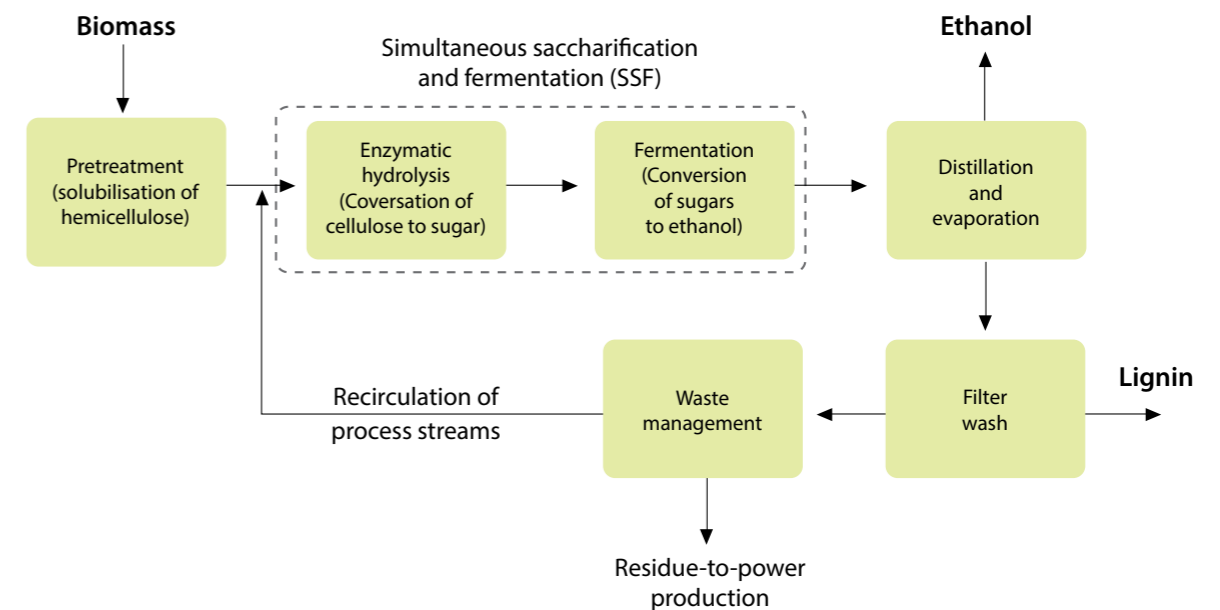 Biomass
Ethanol
Simultaneous saccharification
and fermentation (SSF)
Pretreatment
(solubilisation of
hemicellulose)
Enzymatic
hydrolysis
(Coversation of
cellulose to sugar)
Fermentation
(Conversion
of sugars
to ethanol)
Distillation
and
evaporation
Recirculation of
process streams
Waste
management
Filter
wash
Lignin
Residue-to-power
production